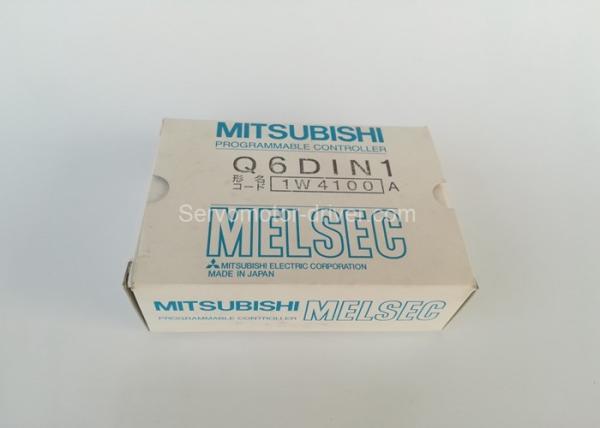 MITSUBISHI
PROGRAMMABLE CONTROLLER
Q6DIN1
形名
コード 1W4100 A
Servomotor-driver.com
MELSEC
MITSUBISHI ELECTRIC CORPORATION
MADE IN JAPAN
MITSUBISHI MELSEC
PROGRAMMABLE CONTROLLER